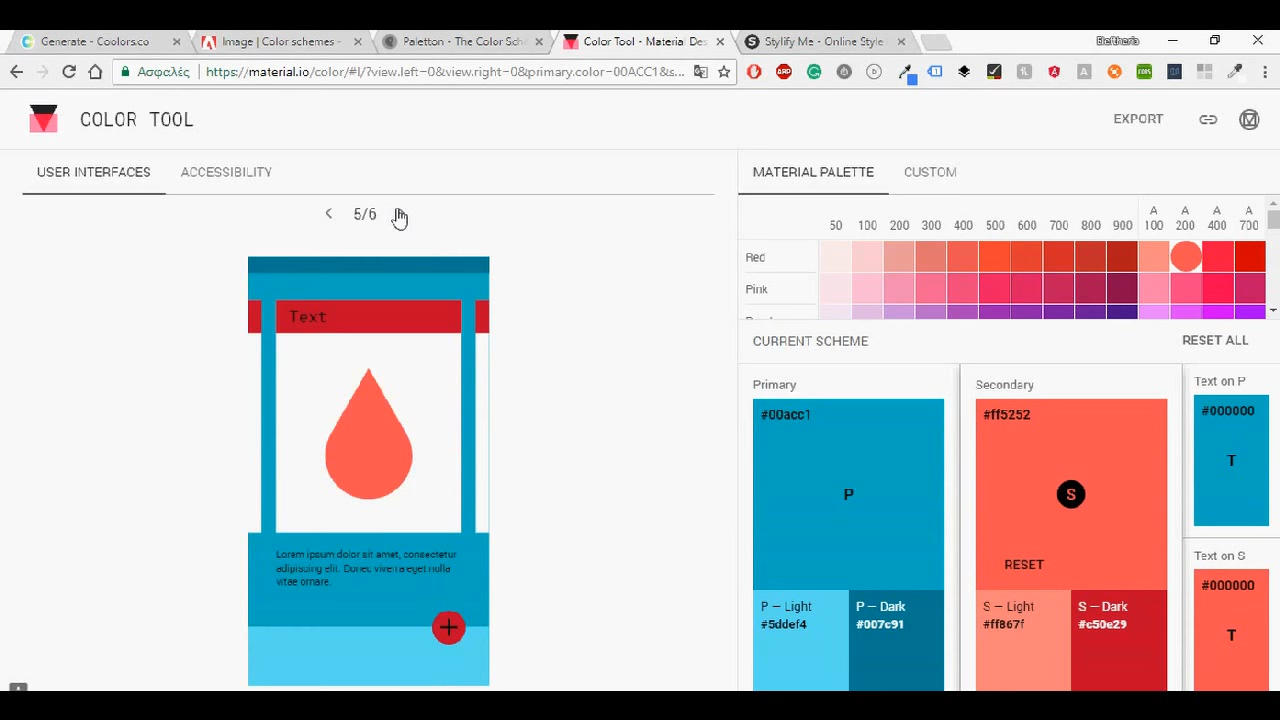 Generate - Coolors.co
Image | Color schemes -
Paletton - The Color Sch
Color Tool - Material Des
Stylify Me - Online Style
Eleftheria
Ασφαλές
https://material.io/color/#!/?view.left=0&view.right=0&primary.color=00ACC1&s...
COLOR TOOL
EXPORT
USER INTERFACES
ACCESSIBILITY
MATERIAL PALETTE
CUSTOM
5/6
50 100 200 300 400 500 600 700 800 900 A 100 A 200 A 400 A 700
Red
Pink
Text
CURRENT SCHEME
RESET ALL
Primary
Secondary
Text on P
#00acc1
#ff5252
#000000
P
S
T
RESET
Text on S
#000000
T
P — Light
#5ddef4
P — Dark
#007c91
S — Light
#ff867f
S — Dark
#c50e29
Lorem ipsum dolor sit amet, consectetur
adipiscing elit. Donec viverra eget nulla
vitae ornare.